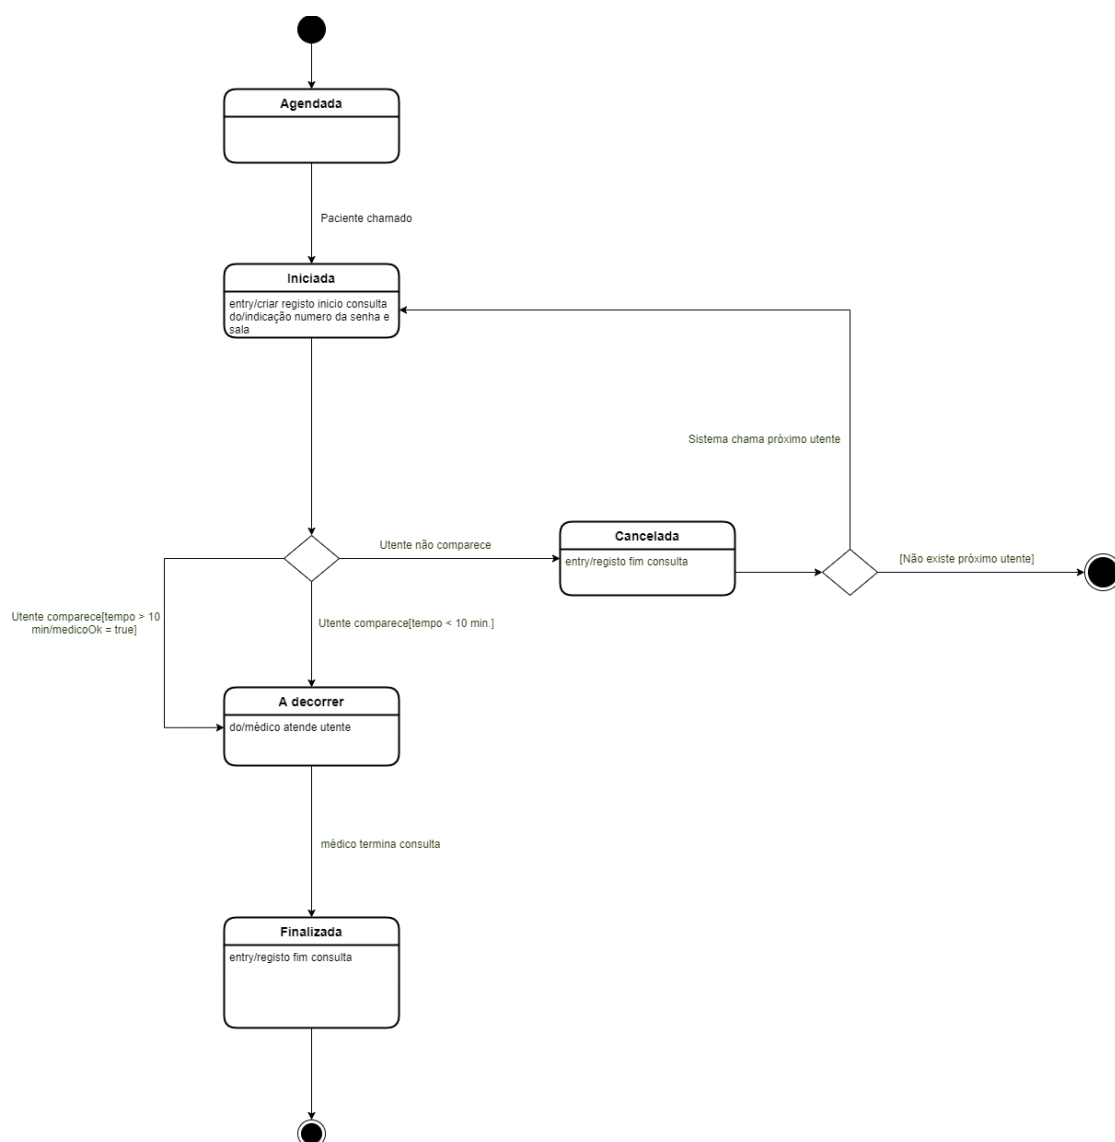 Agendada
Paciente chamado
Iniciada
entry/criar registo inicio consulta
do/indicação numero da senha e
sala
Sistema chama próximo utente
Utente não comparece
Cancelada
entry/registo fim consulta
[Não existe próximo utente]
Utente comparece[tempo > 10
min/medicoOk = true]
Utente comparece[tempo < 10 min.]
A decorrer
do/médico atende utente
médico termina consulta
Finalizada
entry/registo fim consulta